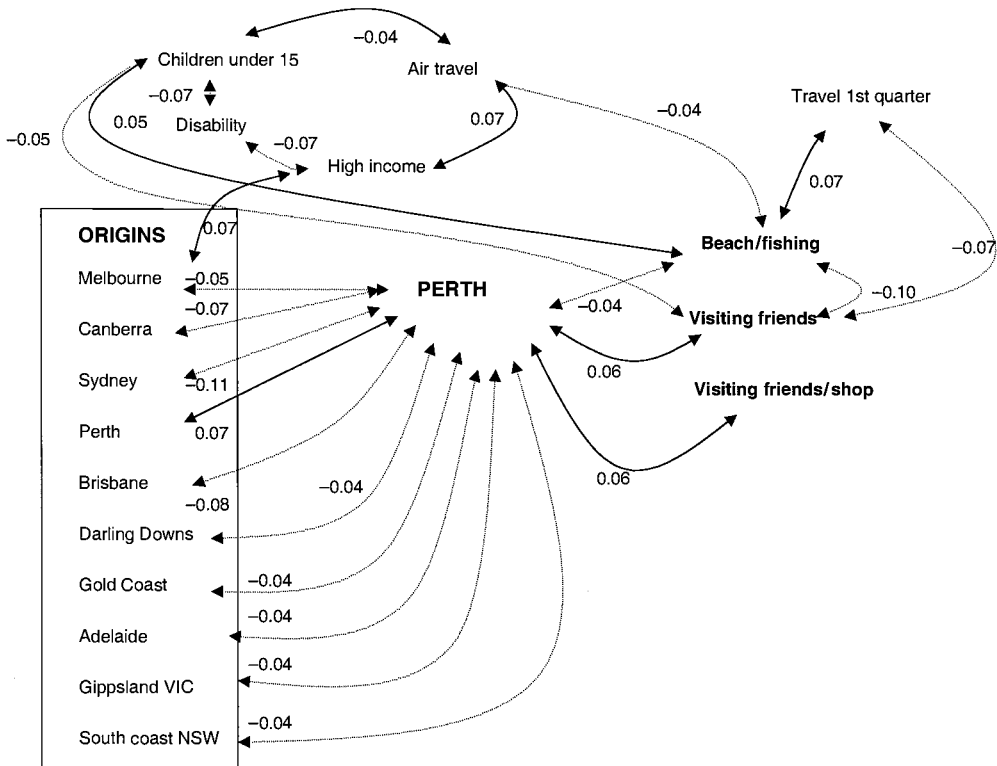 −0.04
Children under 15
Air travel
−0.07
−0.04
Travel 1st quarter
0.05
Disability
0.07
−0.05
−0.07
High income
0.07
0.07
ORIGINS
Beach/fishing
−0.07
Melbourne
−0.05
PERTH
−0.10
−0.07
−0.04
Canberra
Visiting friends
Sydney
−0.11
0.06
Visiting friends/shop
Perth
0.07
Brisbane
−0.04
0.06
−0.08
Darling Downs
Gold Coast
−0.04
Adelaide
−0.04
Gippsland VIC
−0.04
South coast NSW
−0.04